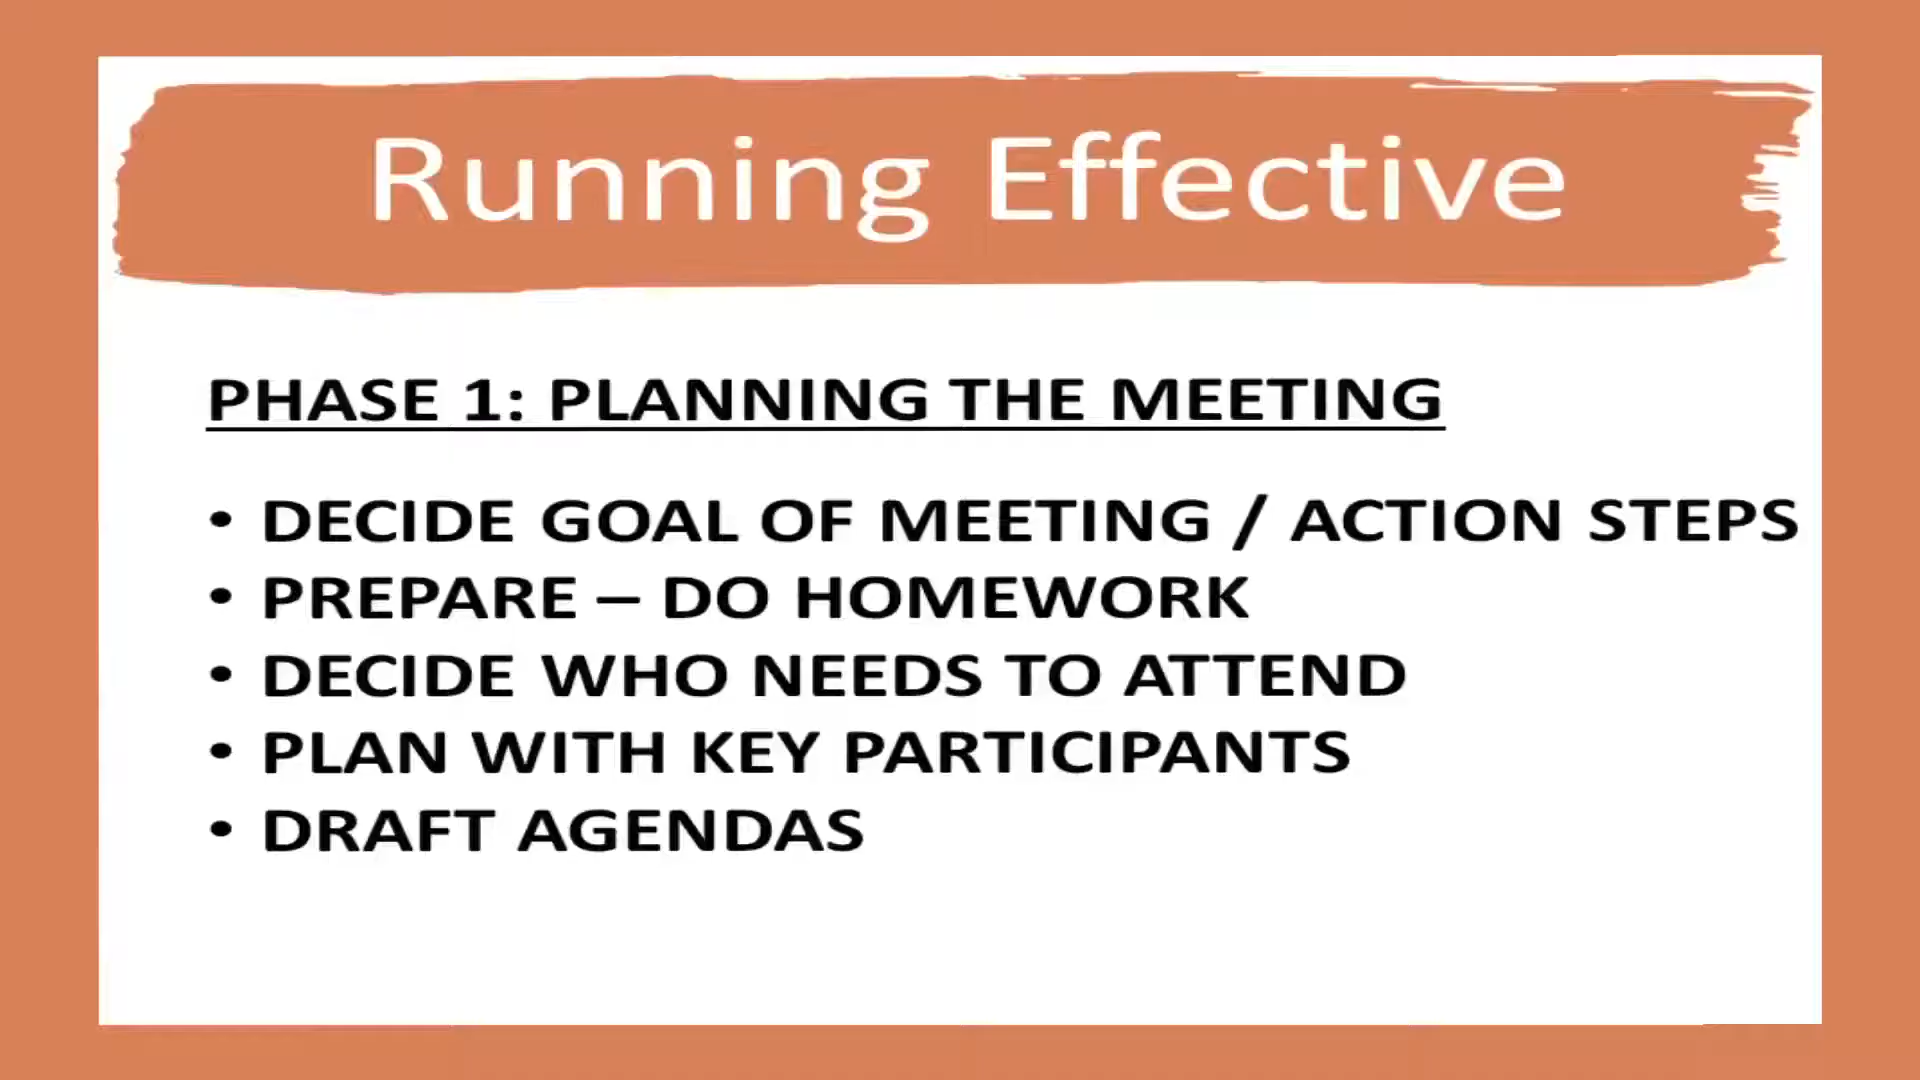 Running Effective
PHASE 1: PLANNING THE MEETING
• DECIDE GOAL OF MEETING / ACTION STEPS
• PREPARE – DO HOMEWORK
• DECIDE WHO NEEDS TO ATTEND
• PLAN WITH KEY PARTICIPANTS
• DRAFT AGENDAS